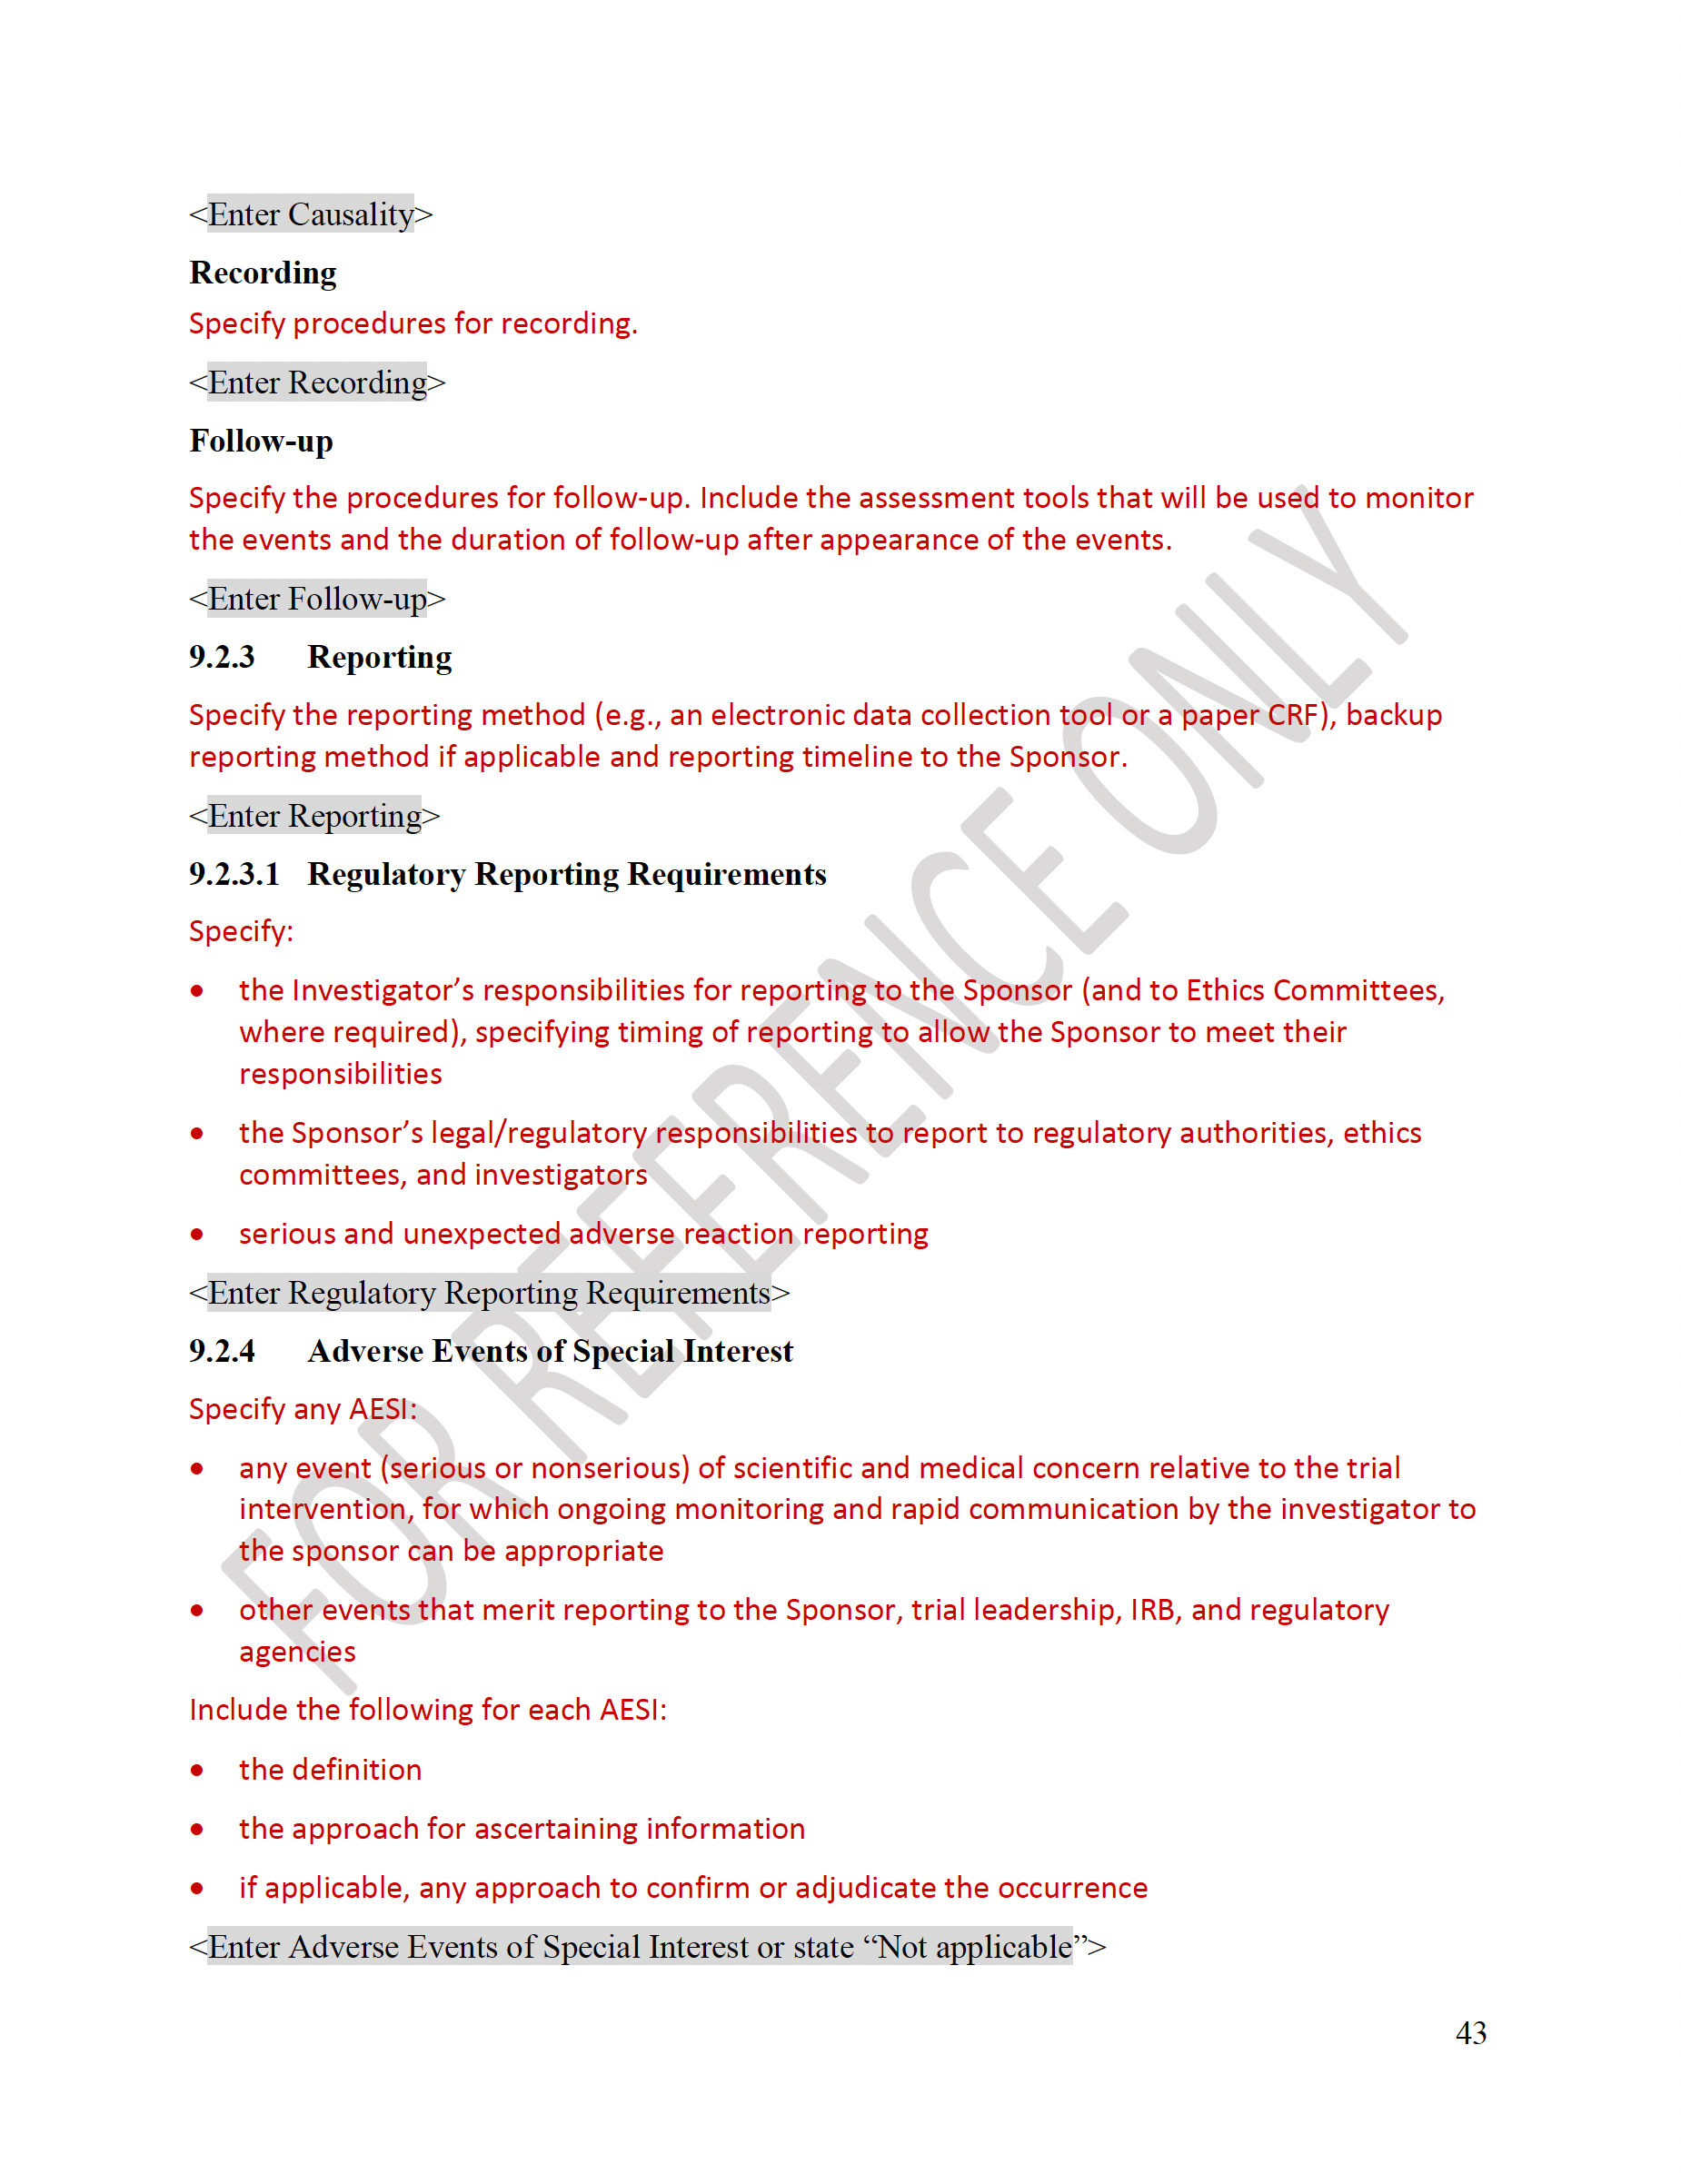 <Enter Causality>
Recording
Specify procedures for recording.
<Enter Recording>
Follow-up
Specify the procedures for follow-up. Include the assessment tools that will be used to monitor
the events and the duration of follow-up after appearance of the events.
<Enter Follow-up>
9.2.3 Reporting
Specify the reporting method (e.g., an electronic data collection tool or a paper CRF), backup
reporting method if applicable and reporting timeline to the Sponsor.
<Enter Reporting>
9.2.3.1 Regulatory Reporting Requirements
Specify:
• the Investigator’s responsibilities for reporting to the Sponsor (and to Ethics Committees,
where required), specifying timing of reporting to allow the Sponsor to meet their
responsibilities
• the Sponsor’s legal/regulatory responsibilities to report to regulatory authorities, ethics
committees, and investigators
• serious and unexpected adverse reaction reporting
<Enter Regulatory Reporting Requirements>
9.2.4 Adverse Events of Special Interest
Specify any AESI:
• any event (serious or nonserious) of scientific and medical concern relative to the trial
intervention, for which ongoing monitoring and rapid communication by the investigator to
the sponsor can be appropriate
• other events that merit reporting to the Sponsor, trial leadership, IRB, and regulatory
agencies
Include the following for each AESI:
• the definition
• the approach for ascertaining information
• if applicable, any approach to confirm or adjudicate the occurrence
<Enter Adverse Events of Special Interest or state “Not applicable”>
43
FOR REFERENCE ONLY